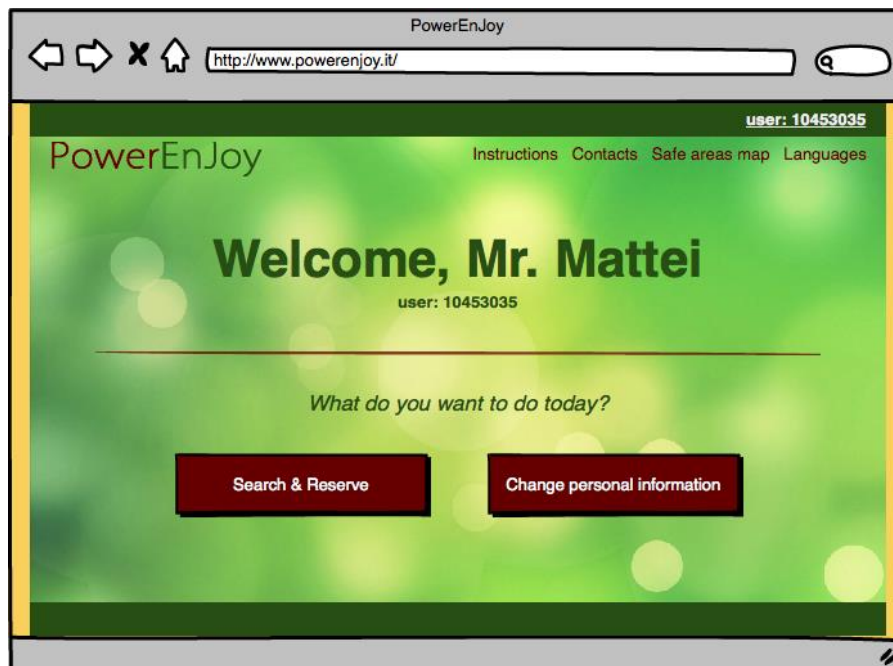 PowerEnJoy
http://www.powerenjoy.it/
user: 10453035
PowerEnJoy
Instructions Contacts Safe areas map Languages
Welcome, Mr. Mattei
user: 10453035
What do you want to do today?
Search & Reserve Change personal information